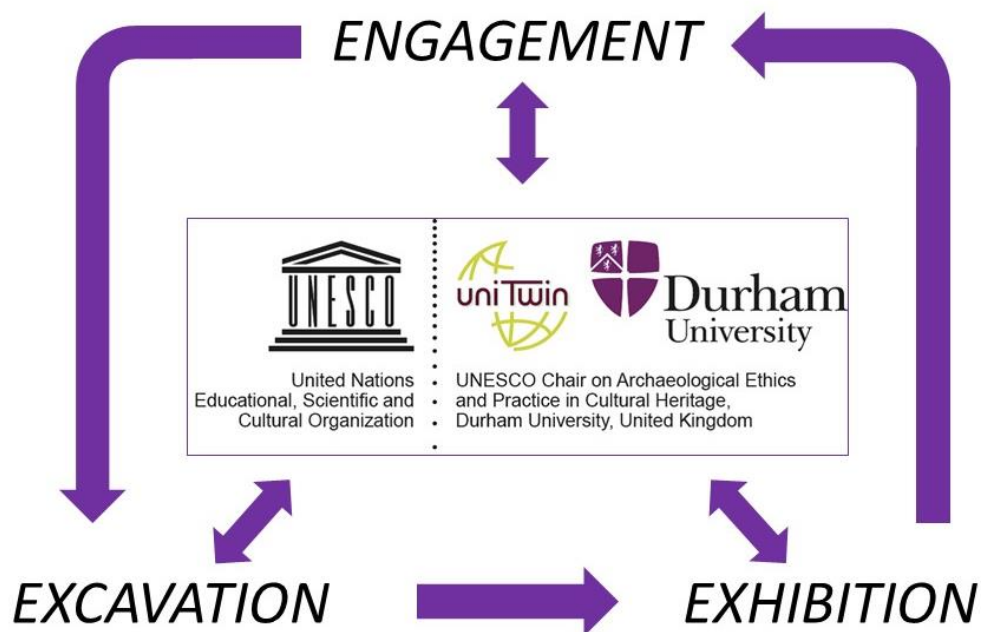 ENGAGEMENT
UNESCO
United Nations
Educational, Scientific and
Cultural Organization
uniTwin
Durham
University
UNESCO Chair on Archaeological Ethics
and Practice in Cultural Heritage,
Durham University, United Kingdom
EXCAVATION
EXHIBITION